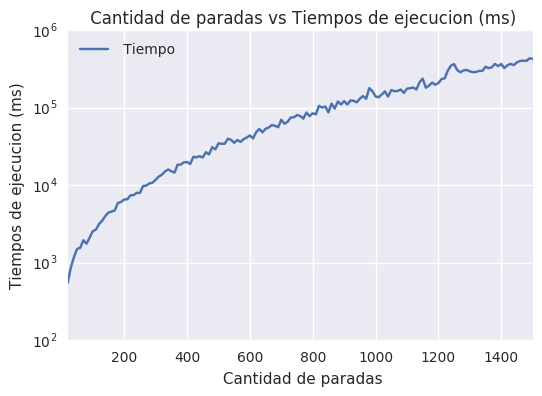 Cantidad de paradas vs Tiempos de ejecucion (ms)
Tiempo
10^6
10^5
10^4
10^3
10^2
Tiempos de ejecucion (ms)
200 400 600 800 1000 1200 1400
Cantidad de paradas